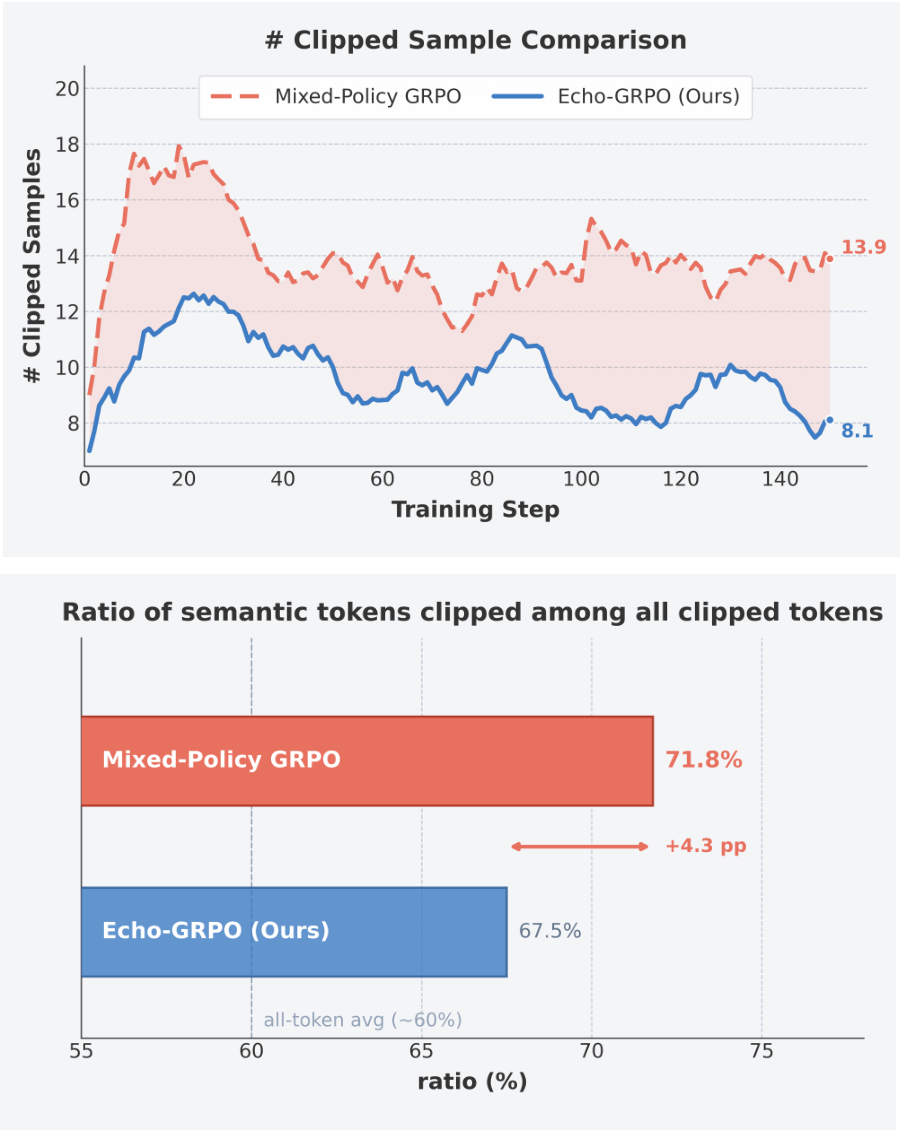 # Clipped Sample Comparison
Mixed-Policy GRPO
Echo-GRPO (Ours)
# Clipped Samples
20
18
16
14
12
10
8
13.9
8.1
0 20 40 60 80 100 120 140
Training Step
Ratio of semantic tokens clipped among all clipped tokens
Mixed-Policy GRPO
71.8%
+4.3 pp
Echo-GRPO (Ours)
67.5%
all-token avg (~60%)
55 60 65 70 75
ratio (%)